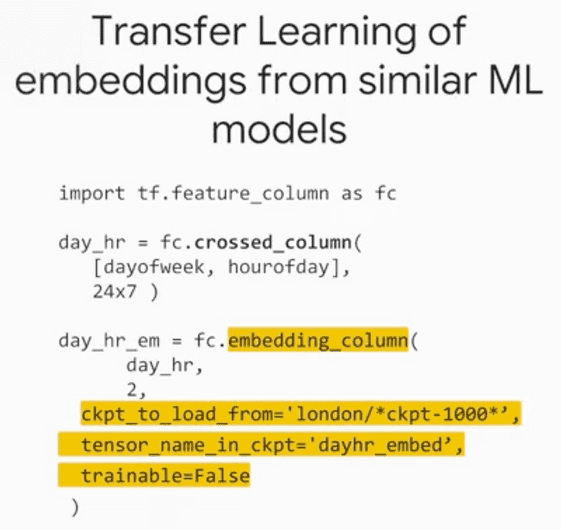 Transfer Learning of
embeddings from similar ML
models
import tf.feature_column as fc
day_hr = fc.crossed_column(
[dayofweek, hourofday],
24x7 )
day_hr_em = fc.embedding_column(
day_hr,
2,
ckpt_to_load_from='london/*ckpt-1000*’,
tensor_name_in_ckpt='dayhr_embed’,
trainable=False
)